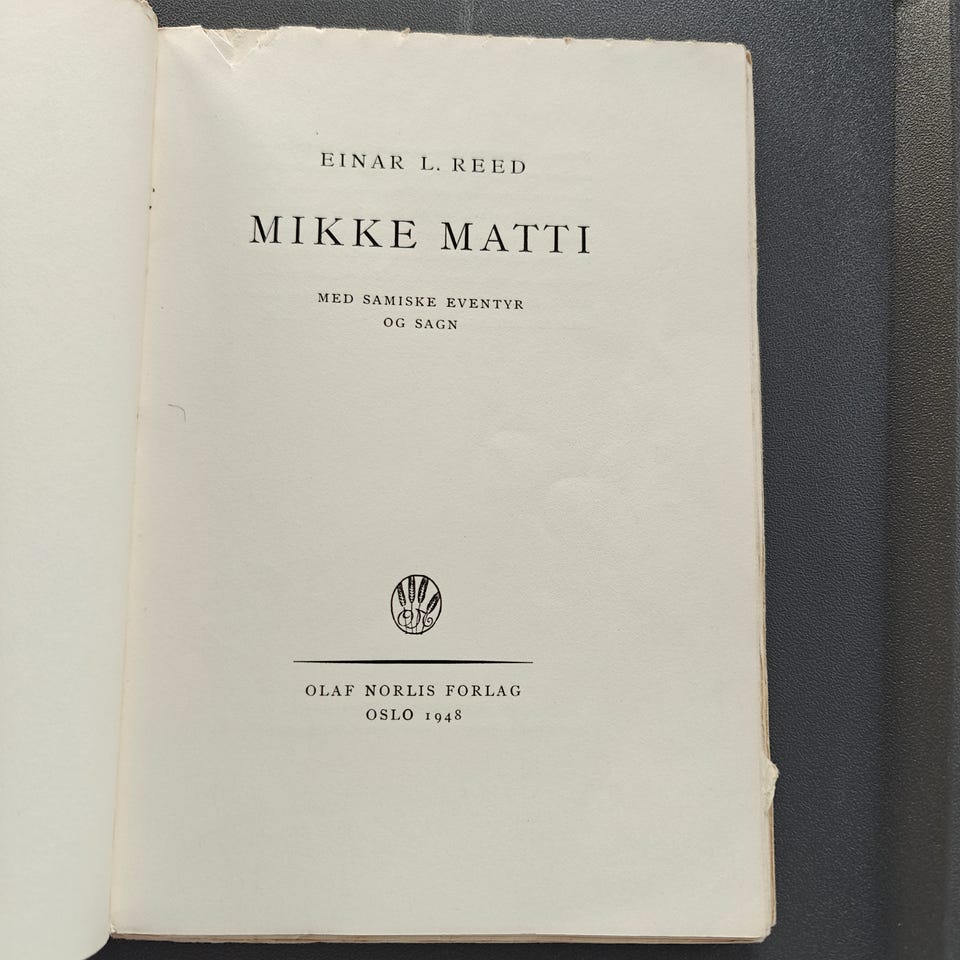 EINAR L. REED
MIKKE MATTI
MED SAMISKE EVENTYR
OG SAGN
OLAF NORLIS FORLAG
OSLO 1948